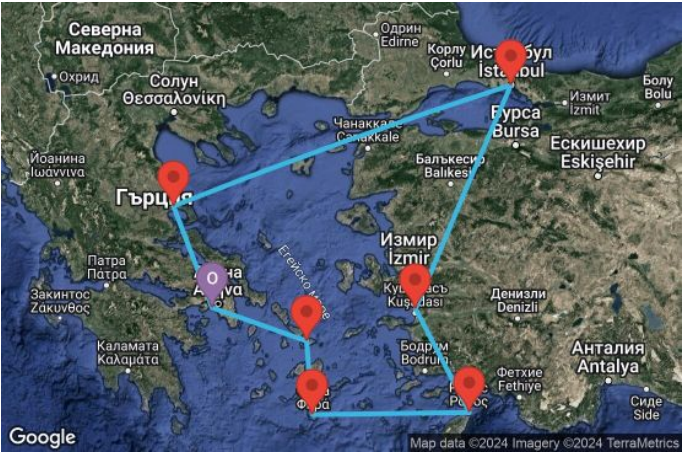 Северна
Македония
Охрид
Солун
Θεσσαλονίκη
Йоанина
Ιωάννινα
Гърция
Патра
Πάτρα
Закинтос
Ζάκυνθος
Каламата
Καλαμάτα
O
Егейско
Одрин
Edirne
Корлу
Çorlu
İstanbul
Измит
İzmit
Болу
Bolu
Бурса
Bursa
Чанаккале
Çanakkale
Балъкесир
Balıkesir
Ескишехир
Eskişehir
Измир
İzmir
Kuşadası
Денизли
Denizli
Бодрум
Bodrum
Фетхие
Fethiye
Анталия
Antalya
Сиде
Side
Google
Map data ©2024 Imagery ©2024 TerraMetrics